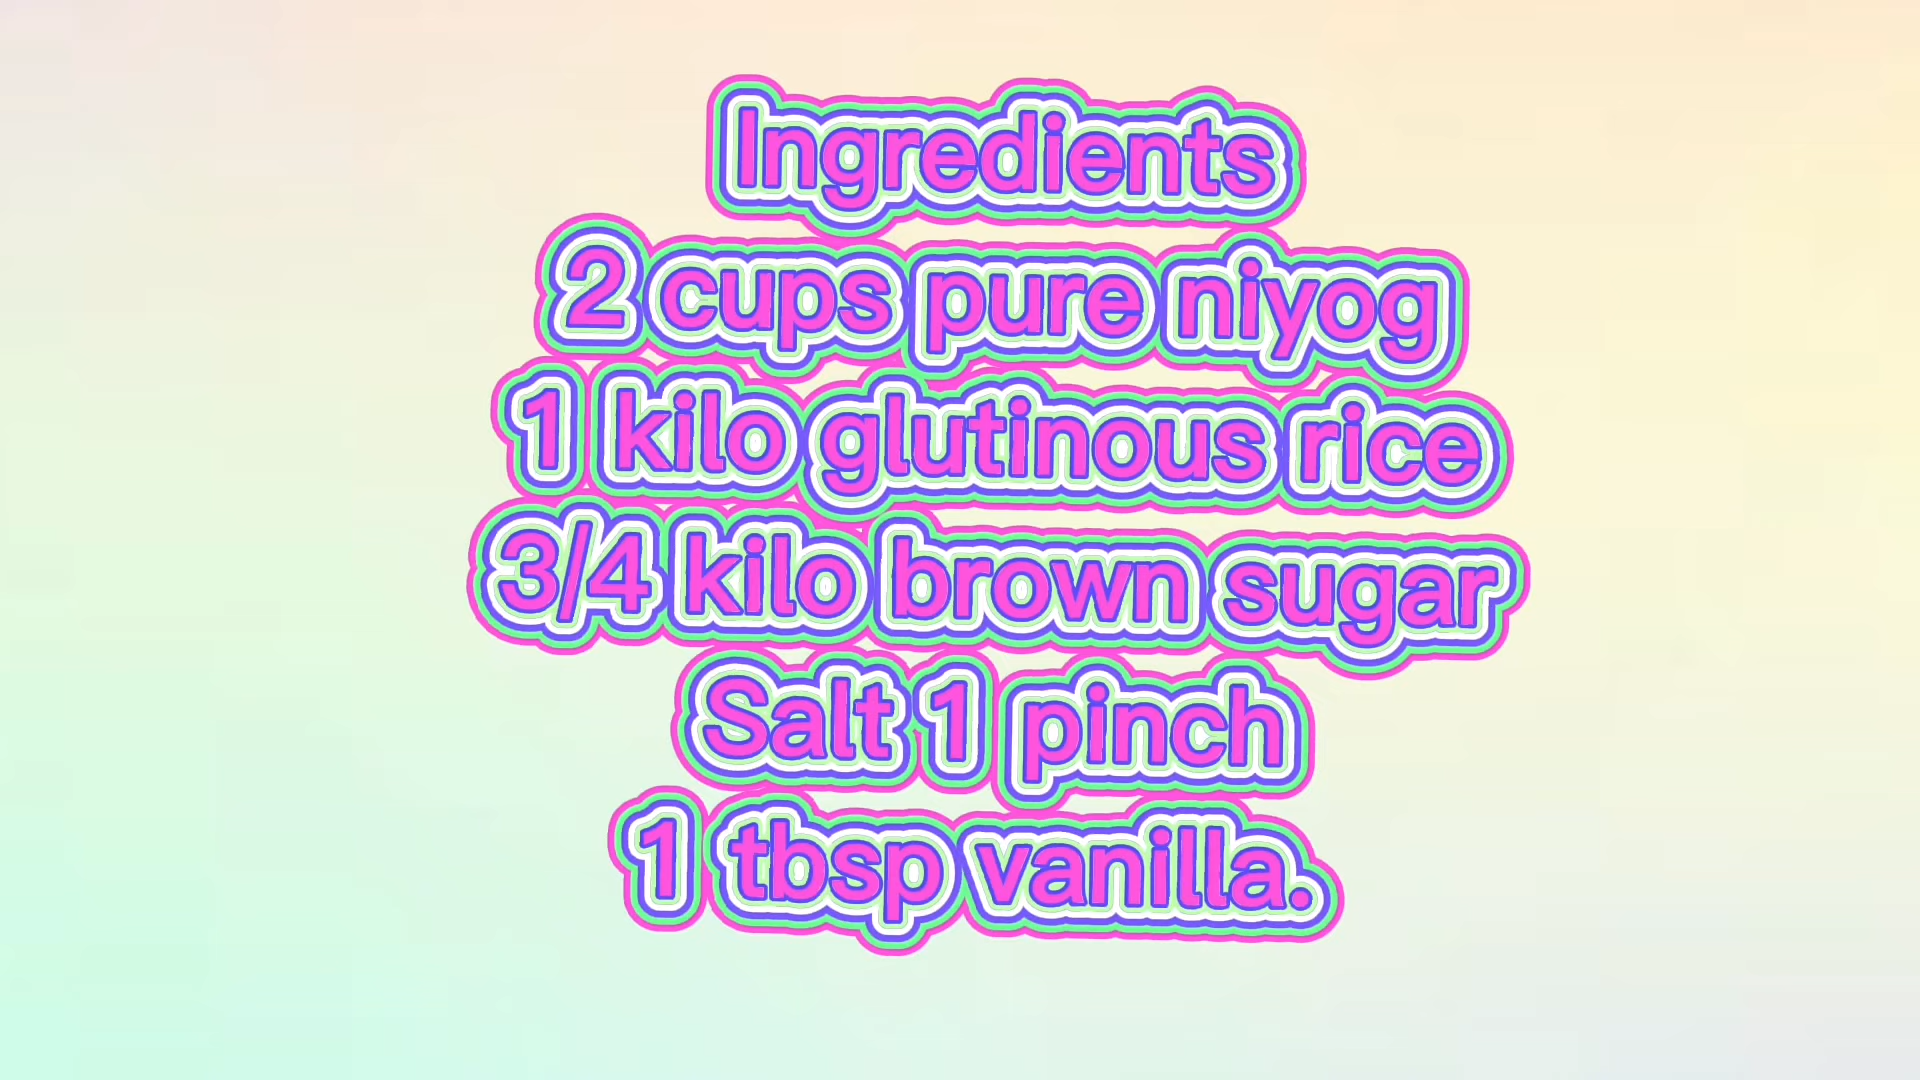 Ingredients
2 cups pure niyog
1 kilo glutinous rice
3/4 kilo brown sugar
Salt 1 pinch
1 tbsp vanilla.